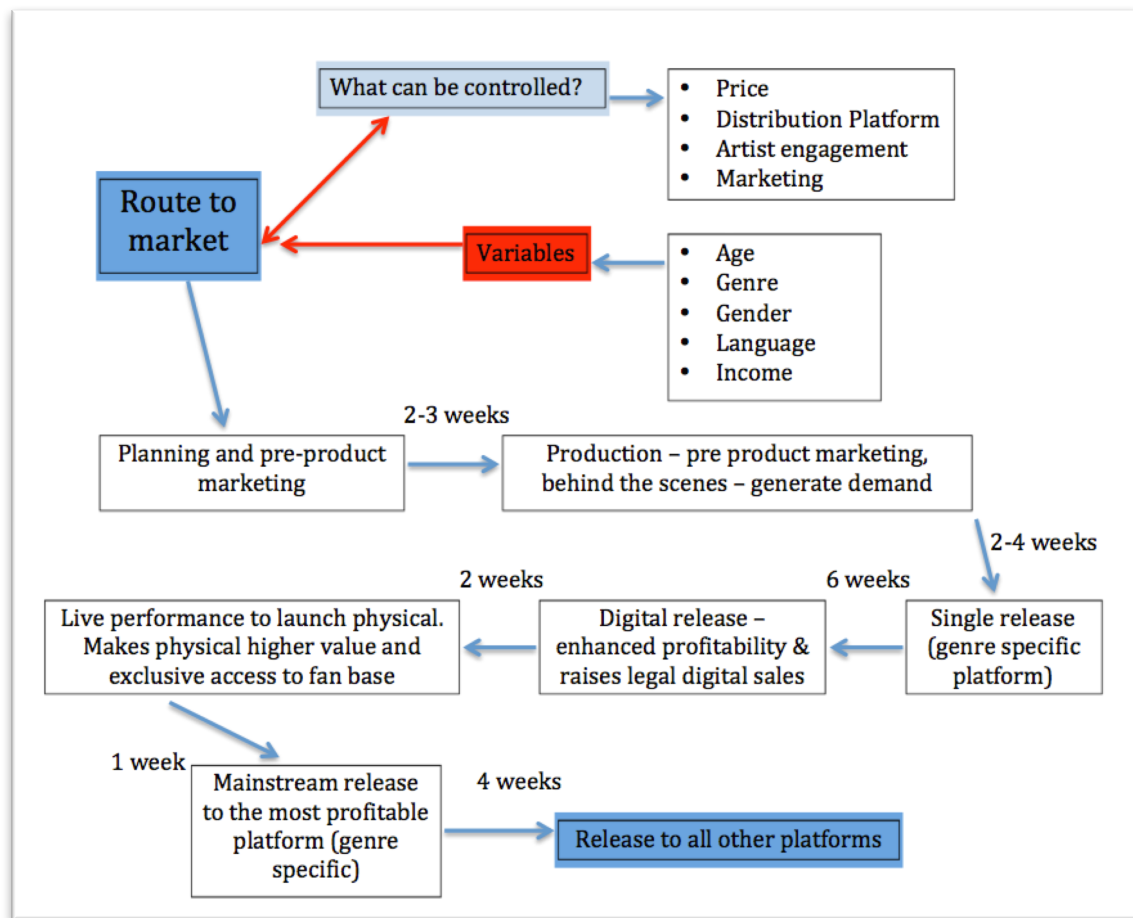 What can be controlled?
• Price
• Distribution Platform
• Artist engagement
• Marketing
Route to
market
Variables
• Age
• Genre
• Gender
• Language
• Income
Planning and pre-product
marketing
2-3 weeks
Production – pre product marketing,
behind the scenes – generate demand
2-4 weeks
Single release
(genre specific
platform)
6 weeks
Digital release –
enhanced profitability &
raises legal digital sales
2 weeks
Live performance to launch physical.
Makes physical higher value and
exclusive access to fan base
1 week
Mainstream release
to the most profitable
platform (genre
specific)
4 weeks
Release to all other platforms